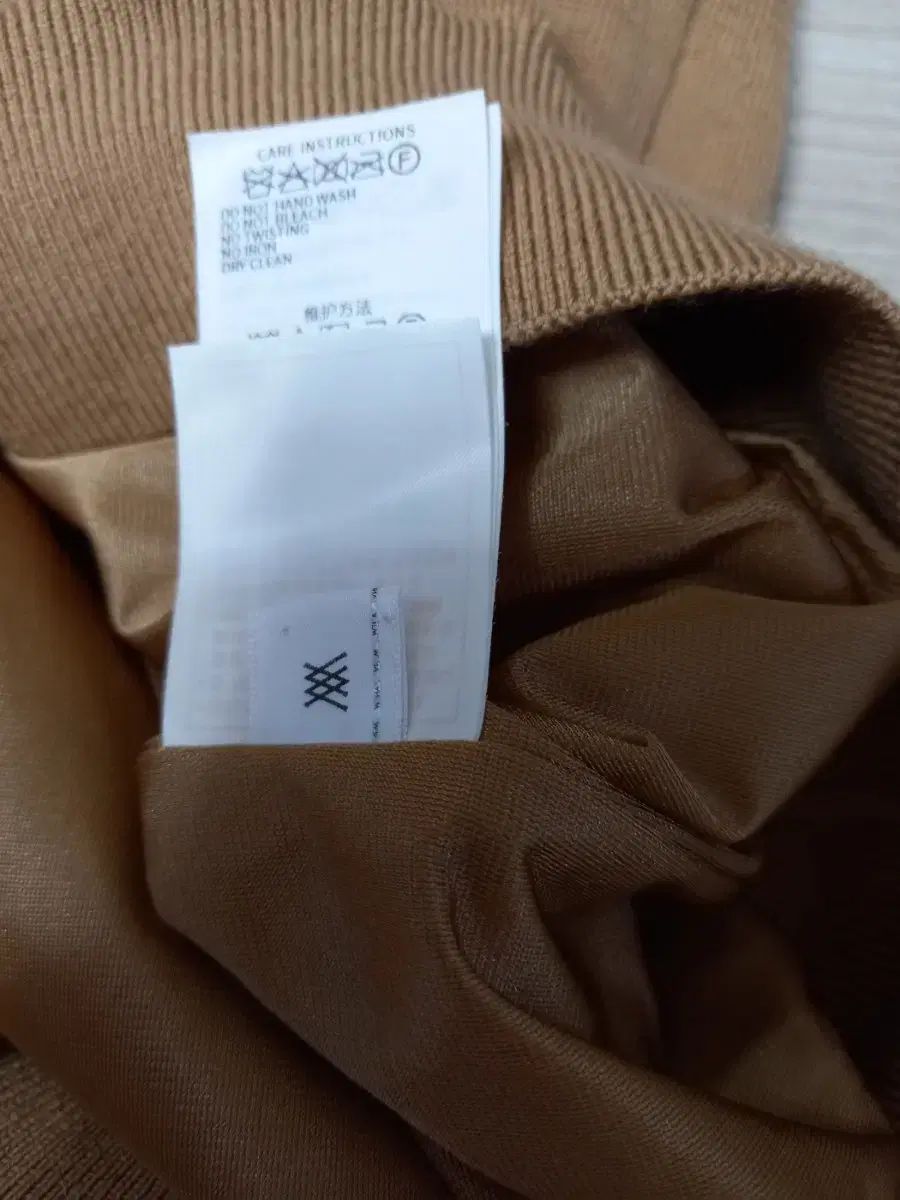 CARE INSTRUCTIONS
F
DO NOT HAND WASH
DO NOT BLEACH
NO TWISTING
NO IRON
DRY CLEAN
维护方法